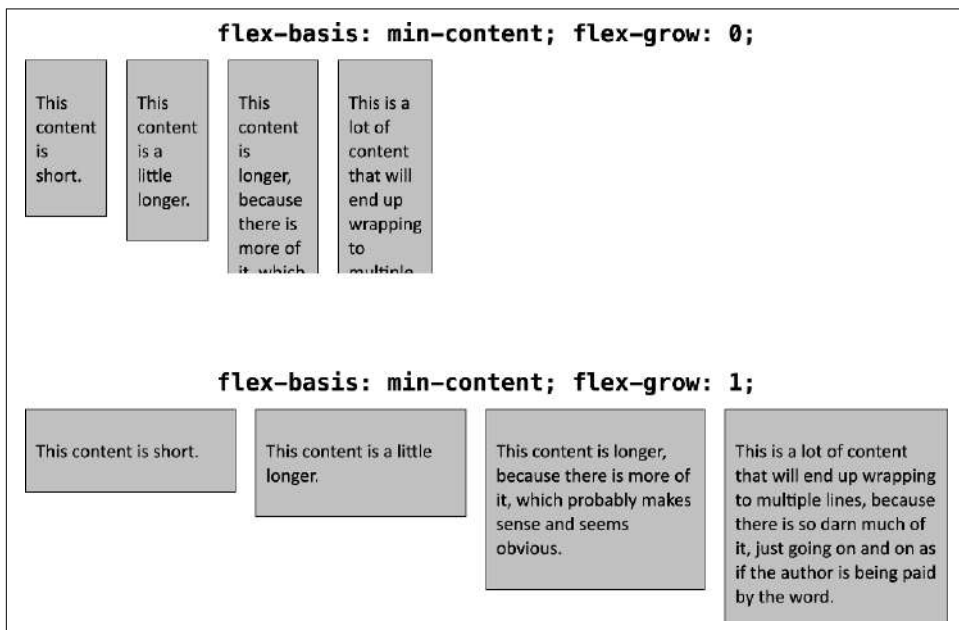 flex-basis: min-content; flex-grow: 0;
This
content
is
short.
This
content
is a
little
longer.
This
content
is
longer,
because
there is
more of
it, which
This is a
lot of
content
that will
end up
wrapping
to
multiple
flex-basis: min-content; flex-grow: 1;
This content is short.
This content is a little
longer.
This content is longer,
because there is more of
it, which probably makes
sense and seems
obvious.
This is a lot of content
that will end up wrapping
to multiple lines, because
there is so darn much of
it, just going on and on as
if the author is being paid
by the word.